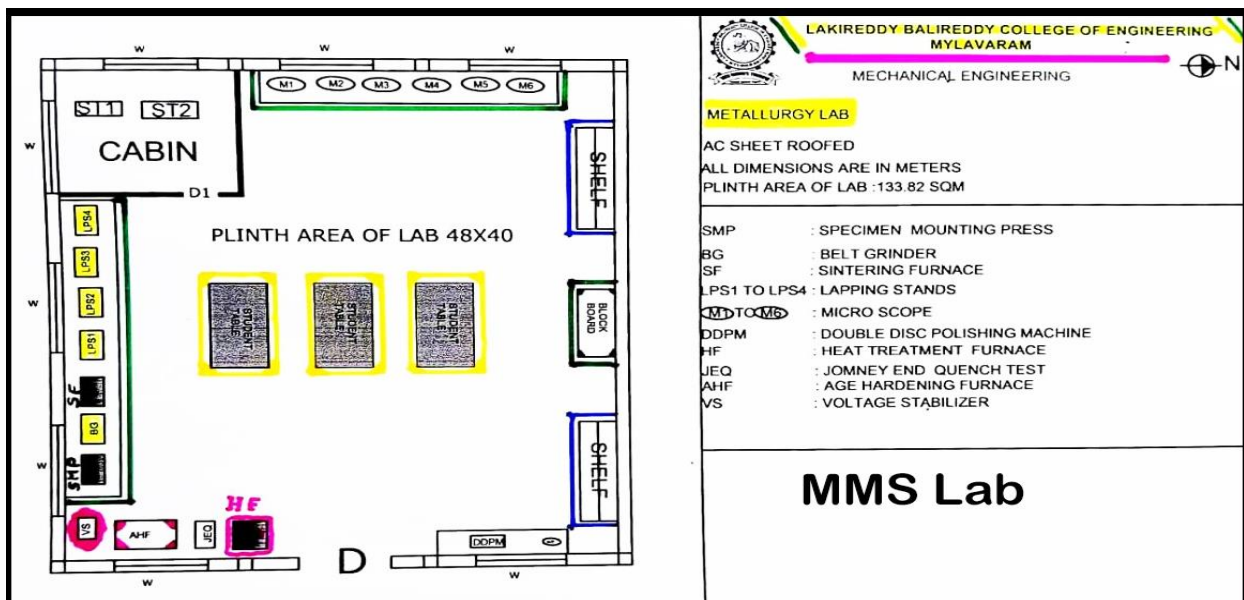 w
w
w
M1 M2 M3 M4 M5 M6
ST1 ST2
CABIN
D1
w
w
w
SHELF
PLINTH AREA OF LAB 48X40
STUDENT TABLE
STUDENT TABLE
STUDENT TABLE
BLOCK BOARD
SHELF
LPS4
LPS3
LPS2
LPS1
SF
BG
SMP
HF
VS
AHF
JEQ
D
DDPM
w
w
LAKIREDDY BALIREDDY COLLEGE OF ENGINEERING
MYLAVARAM
N
MECHANICAL ENGINEERING
METALLURGY LAB
AC SHEET ROOFED
ALL DIMENSIONS ARE IN METERS
PLINTH AREA OF LAB :133.82 SQM
SMP : SPECIMEN MOUNTING PRESS
BG : BELT GRINDER
SF : SINTERING FURNACE
LPS1 TO LPS4 : LAPPING STANDS
M1 TO M6 : MICRO SCOPE
DDPM : DOUBLE DISC POLISHING MACHINE
HF : HEAT TREATMENT FURNACE
JEQ : JOMNEY END QUENCH TEST
AHF : AGE HARDENING FURNACE
VS : VOLTAGE STABILIZER
MMS Lab